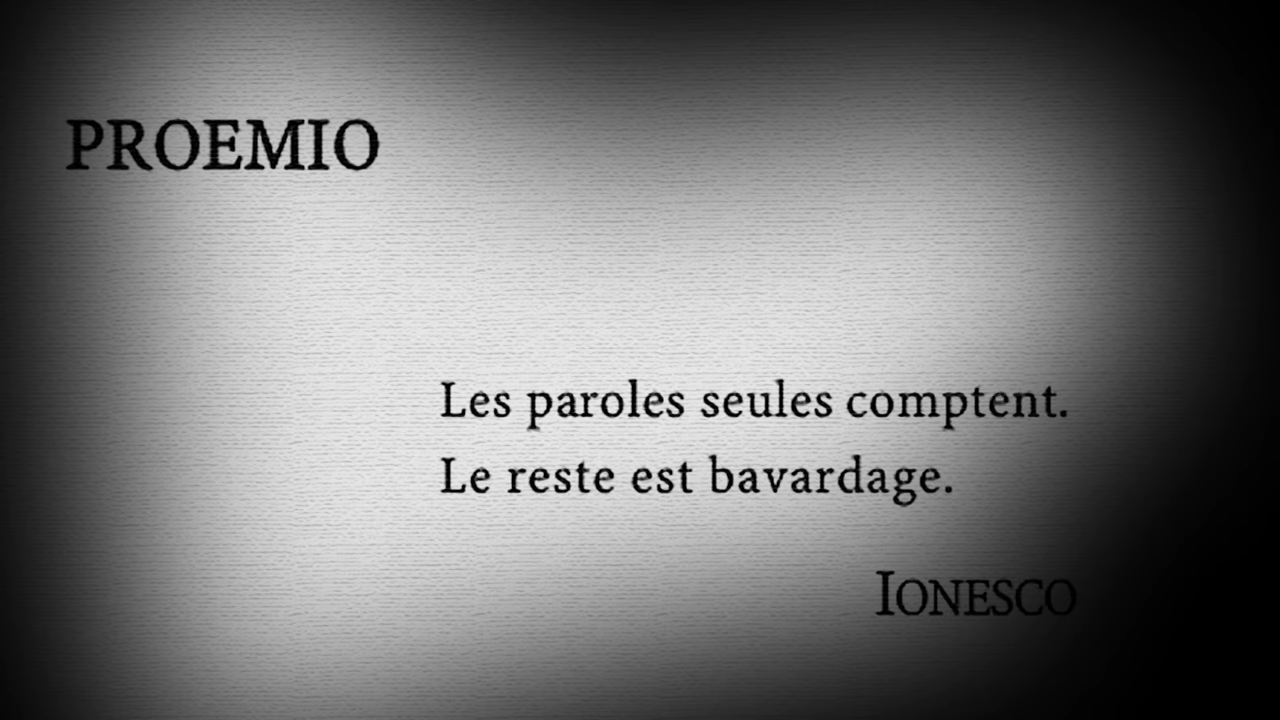 PROEMIO
Les paroles seules comptent.
Le reste est bavardage.
IONESCO